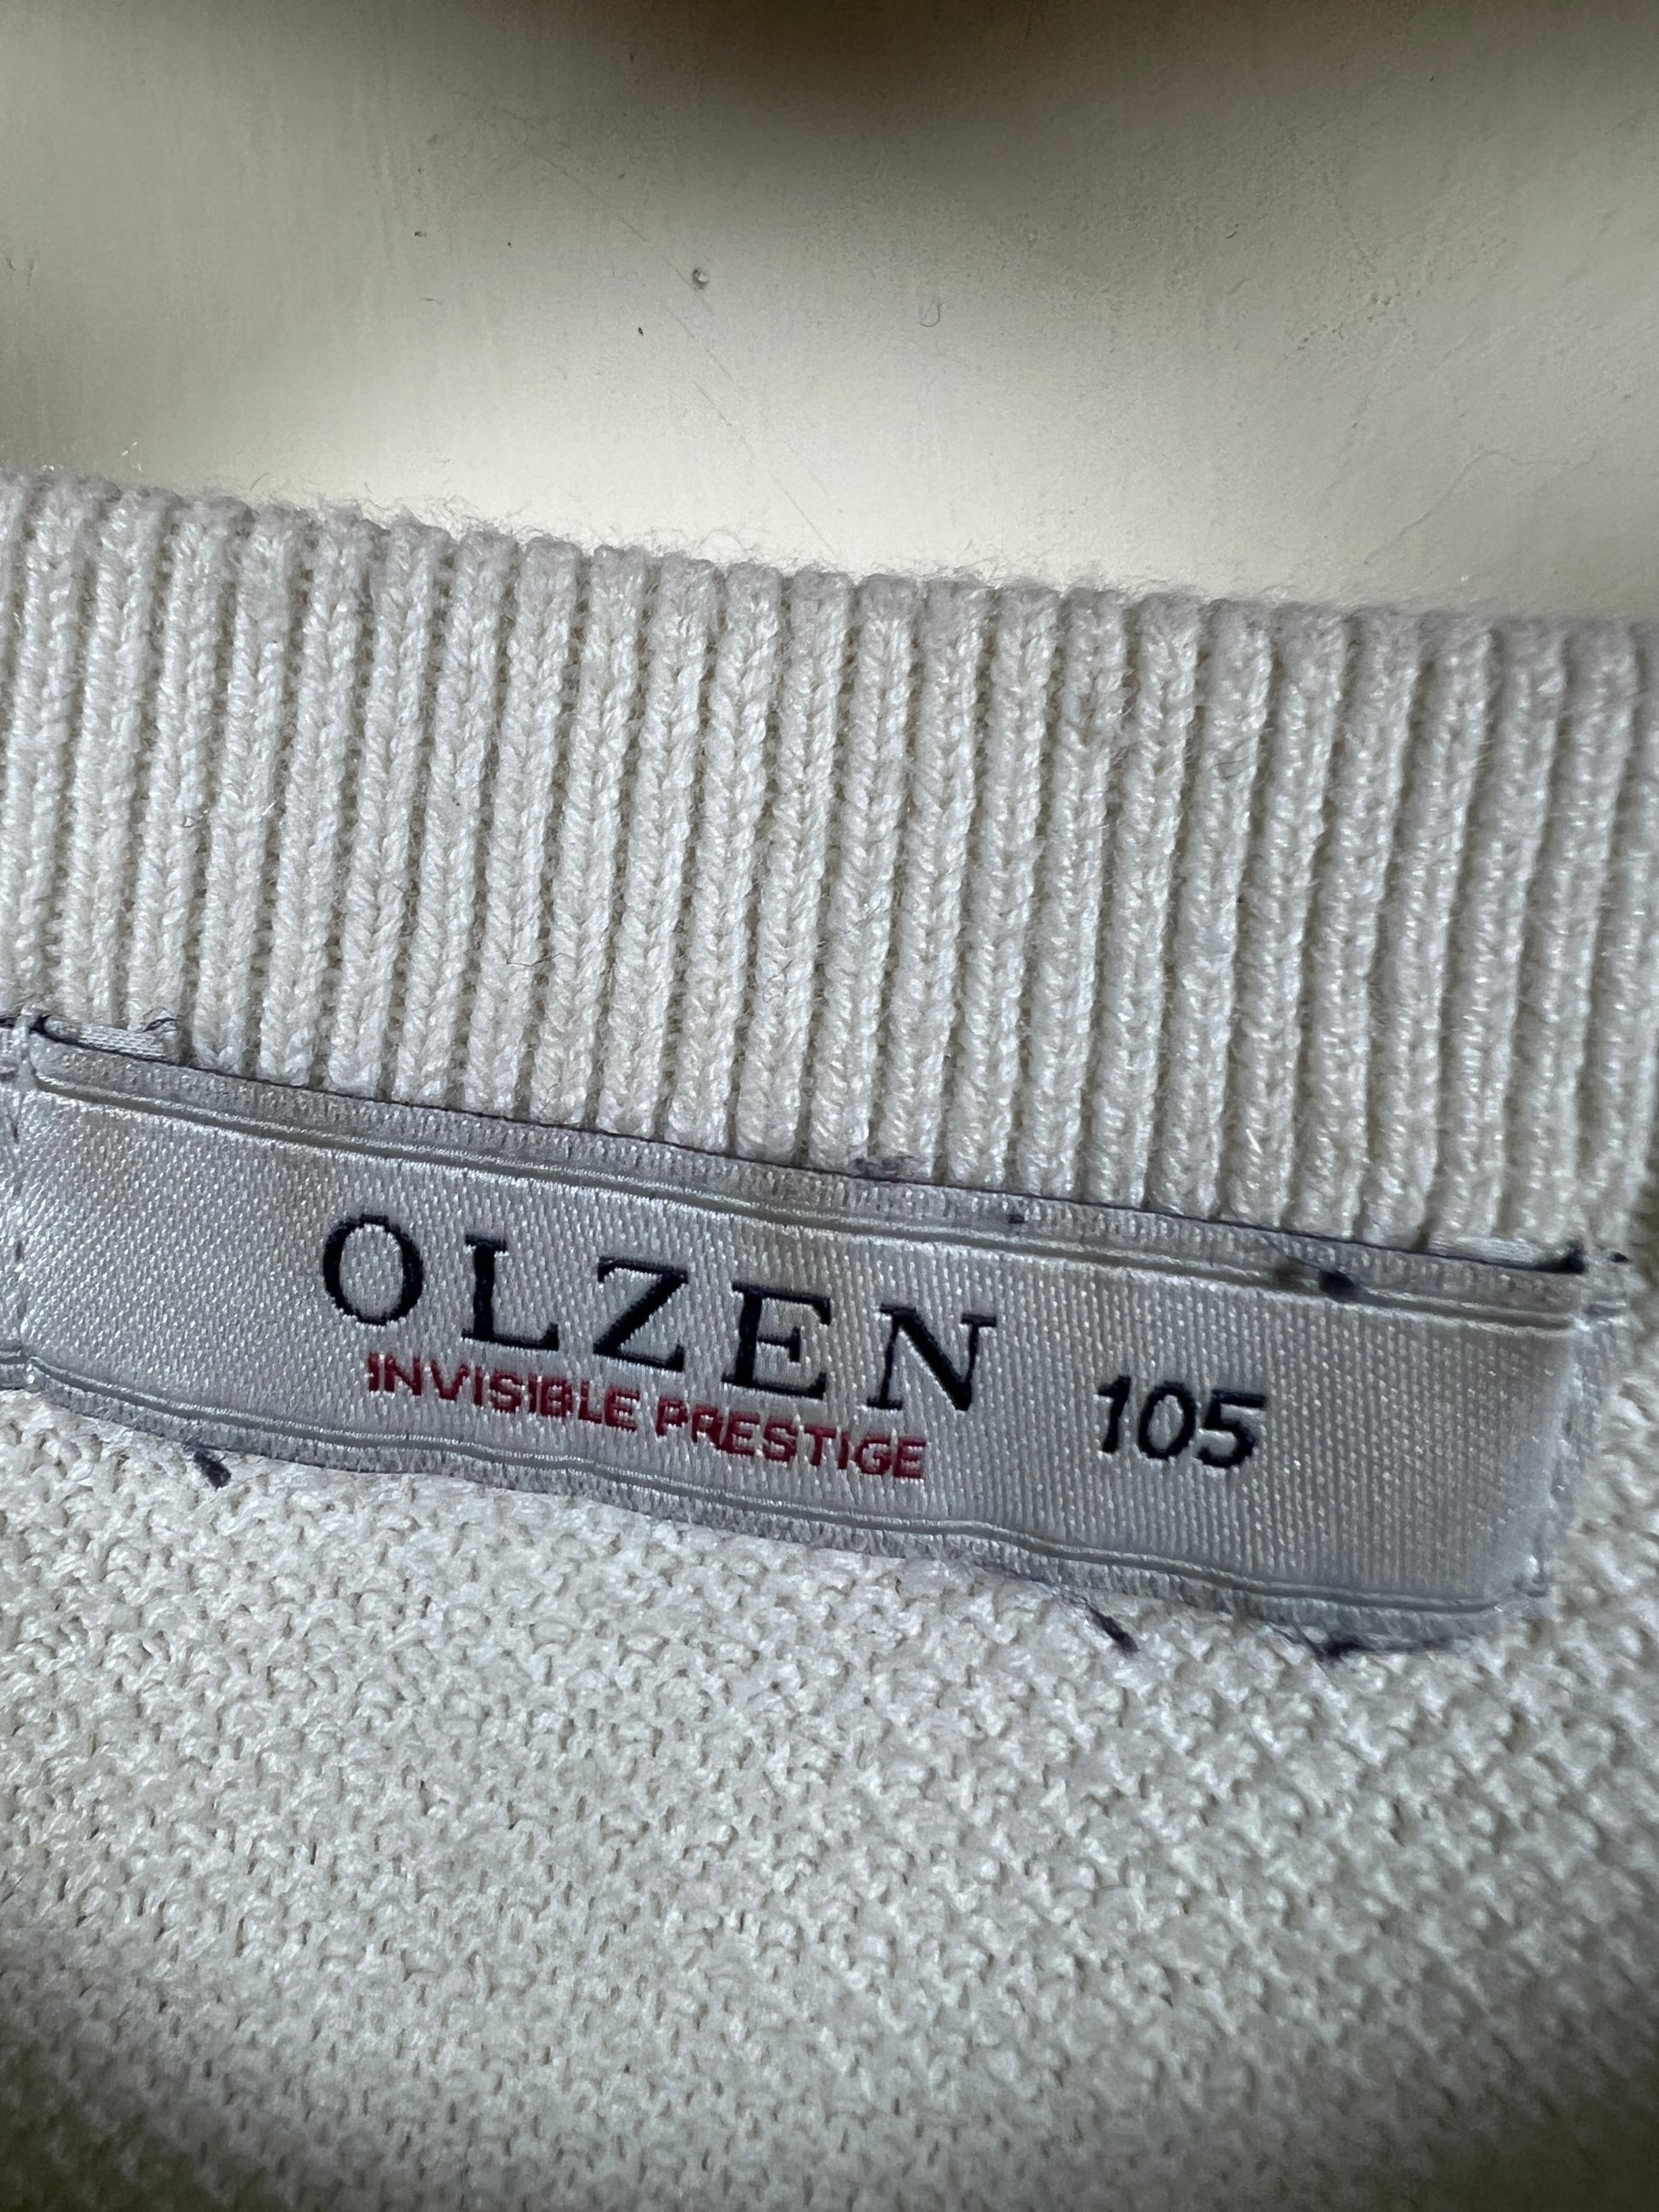 OLZEN
INVISIBLE PRESTIGE 105